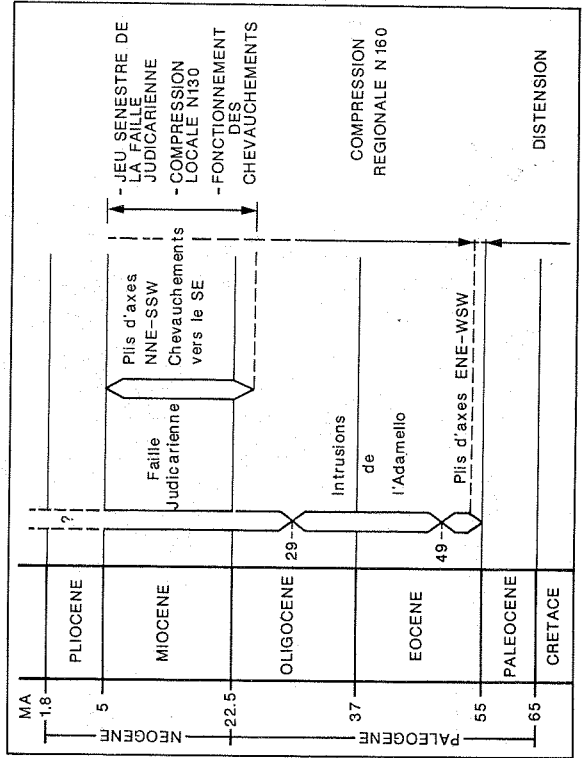 MA
1.8
5
22.5
37
55
65
NEOGENE
PALEOGENE
PLIOCENE
MIOCENE
OLIGOCENE
EOCENE
PALEOCENE
CRETACE
?
Faille
Judicarienne
29
Intrusions
de
l'Adamello
49
Plis d'axes ENE-WSW
Plis d'axes
NNE-SSW
Chevauchements
vers le SE
- JEU SENESTRE DE
LA FAILLE
JUDICARIENNE
- COMPRESSION
LOCALE N130
- FONCTIONNEMENT
DES
CHEVAUCHEMENTS
COMPRESSION
REGIONALE N160
DISTENSION